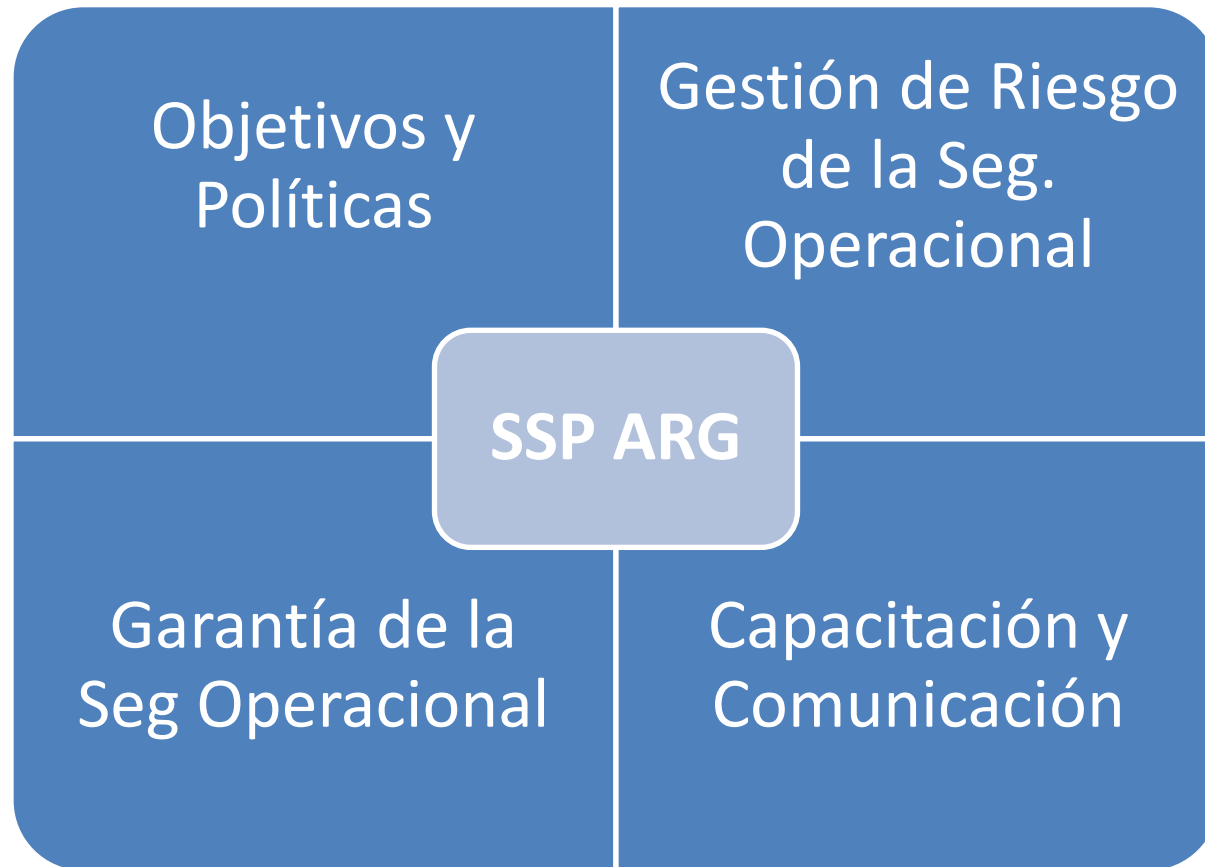 Objetivos y
Políticas
Gestión de Riesgo
de la Seg.
Operacional
SSP ARG
Garantía de la
Seg Operacional
Capacitación y
Comunicación